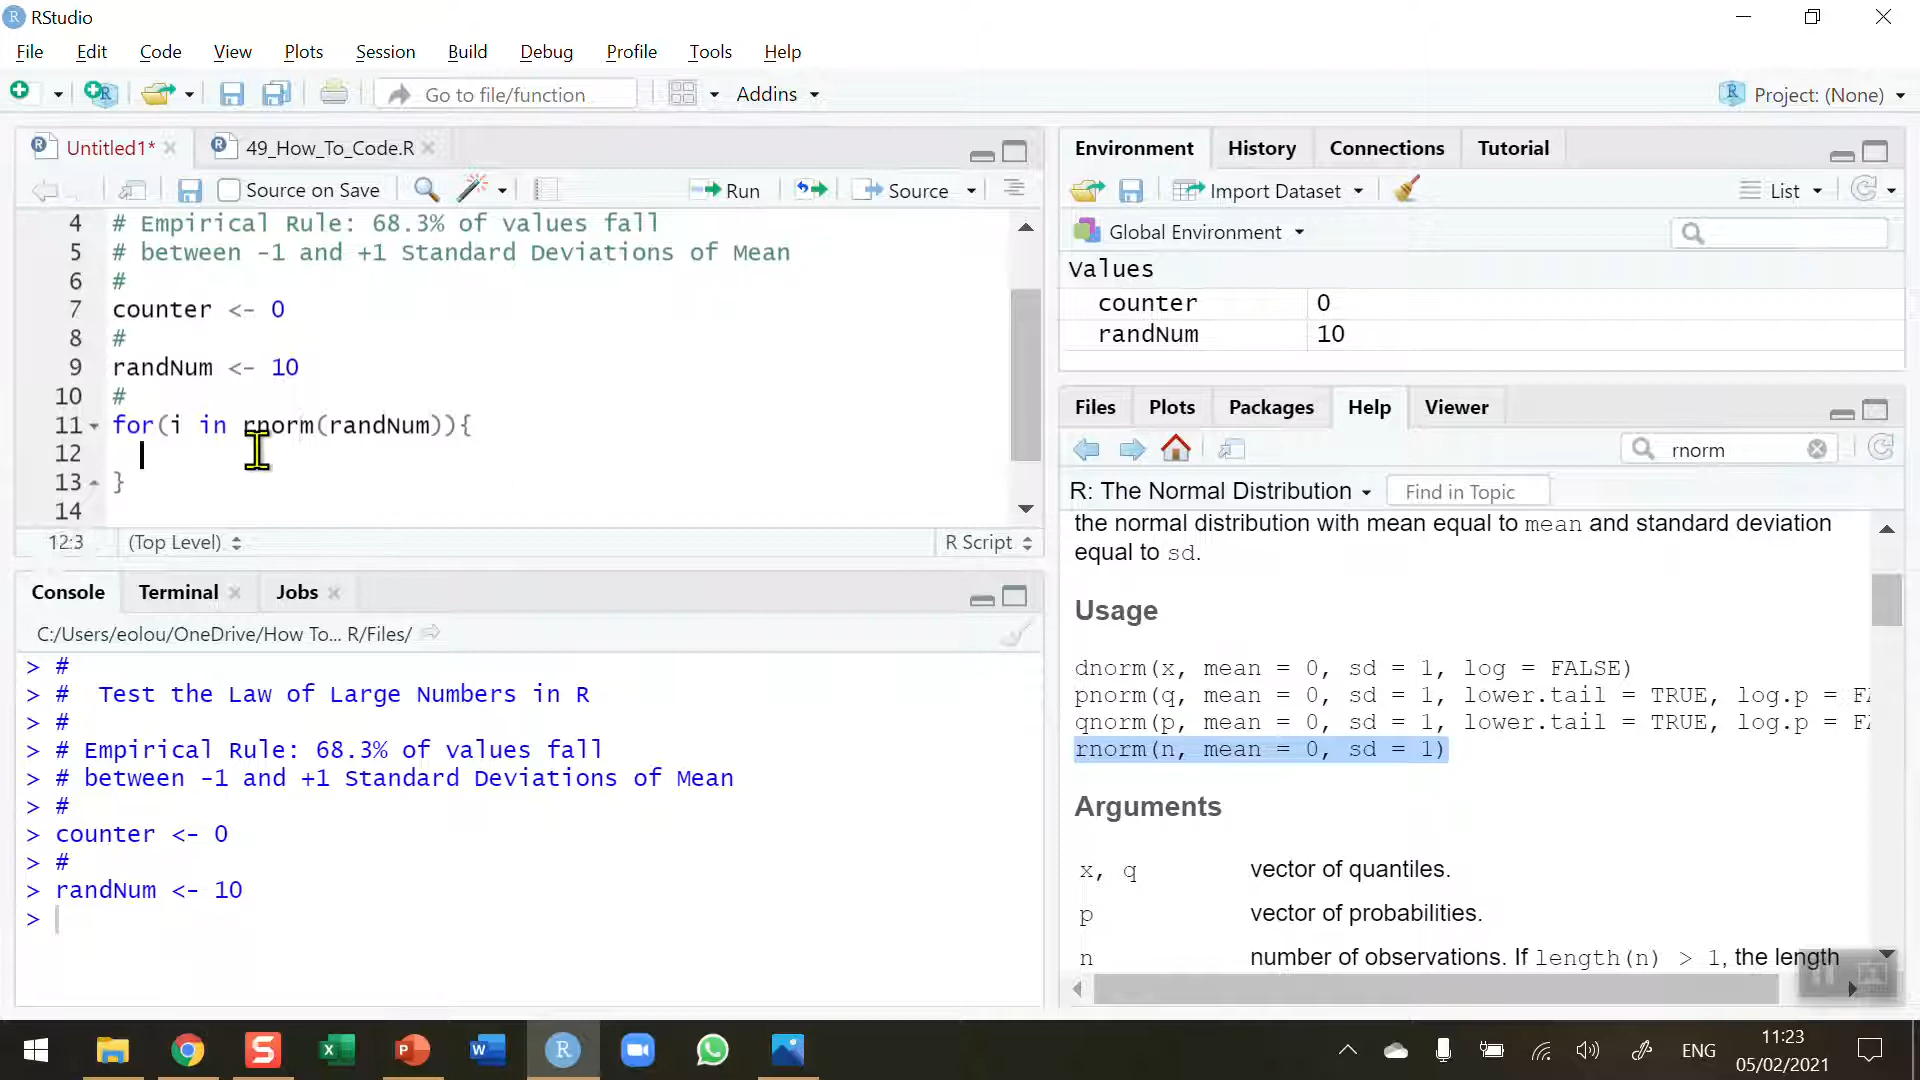 RStudio
File Edit Code View Plots Session Build Debug Profile Tools Help
Go to file/function Addins Project: (None)
Untitled1* 49_How_To_Code.R
Source on Save Run Source
4 # Empirical Rule: 68.3% of values fall
5 # between -1 and +1 Standard Deviations of Mean
6 #
7 counter <- 0
8 #
9 randNum <- 10
10 #
11 for(i in rnorm(randNum)){
12
13 }
14
12:3 (Top Level) R Script
Console Terminal Jobs
C:/Users/eolou/OneDrive/How To... R/Files/
> #
> #  Test the Law of Large Numbers in R
> #
> # Empirical Rule: 68.3% of values fall
> # between -1 and +1 Standard Deviations of Mean
> #
> counter <- 0
> #
> randNum <- 10
>
Environment History Connections Tutorial
Import Dataset List
Global Environment
Values
counter 0
randNum 10
Files Plots Packages Help Viewer
rnorm
R: The Normal Distribution Find in Topic
the normal distribution with mean equal to mean and standard deviation
equal to sd.
Usage
dnorm(x, mean = 0, sd = 1, log = FALSE)
pnorm(q, mean = 0, sd = 1, lower.tail = TRUE, log.p =
qnorm(p, mean = 0, sd = 1, lower.tail = TRUE, log.p =
rnorm(n, mean = 0, sd = 1)
Arguments
x, q vector of quantiles.
p vector of probabilities.
n number of observations. If length(n) > 1, the length
ENG 11:23
05/02/2021